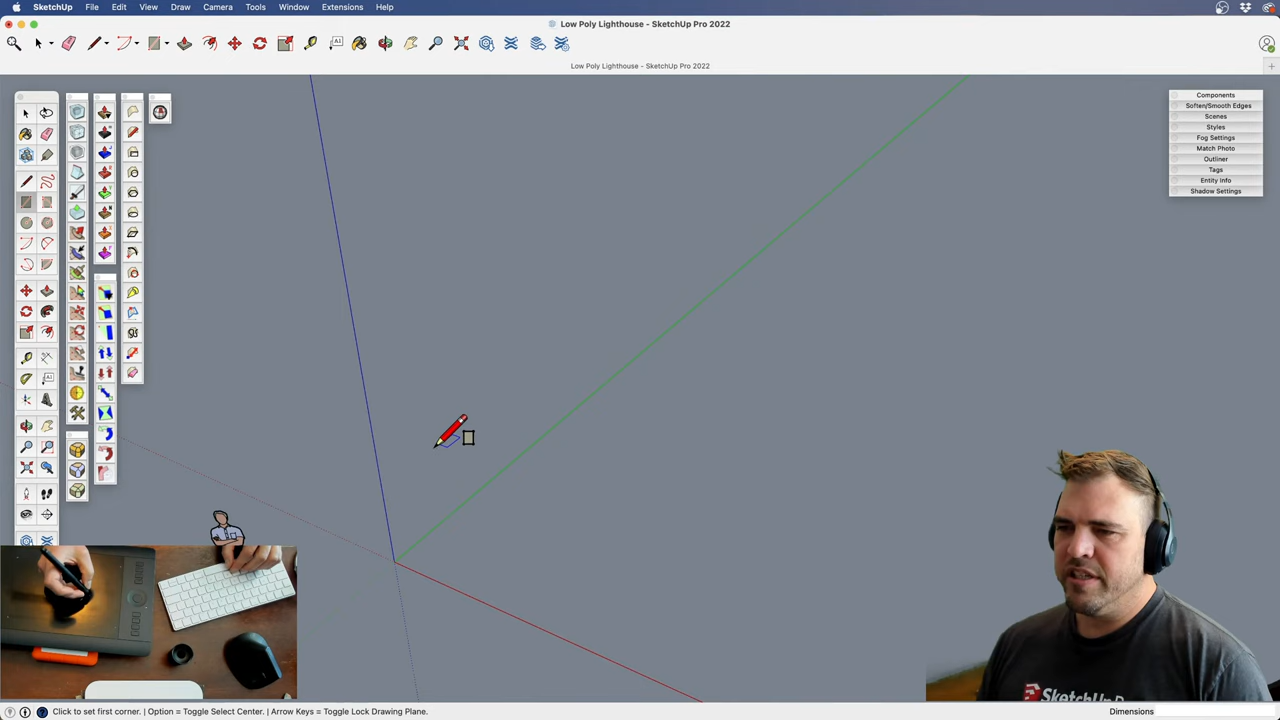 SketchUp File Edit View Draw Camera Tools Window Extensions Help
Low Poly Lighthouse - SketchUp Pro 2022
Low Poly Lighthouse - SketchUp Pro 2022
Components
Soften/Smooth Edges
Scenes
Styles
Fog Settings
Match Photo
Outliner
Tags
Entity Info
Shadow Settings
SketchUp
Click to set first corner. | Option = Toggle Select Center. | Arrow Keys = Toggle Lock Drawing Plane.
Dimensions